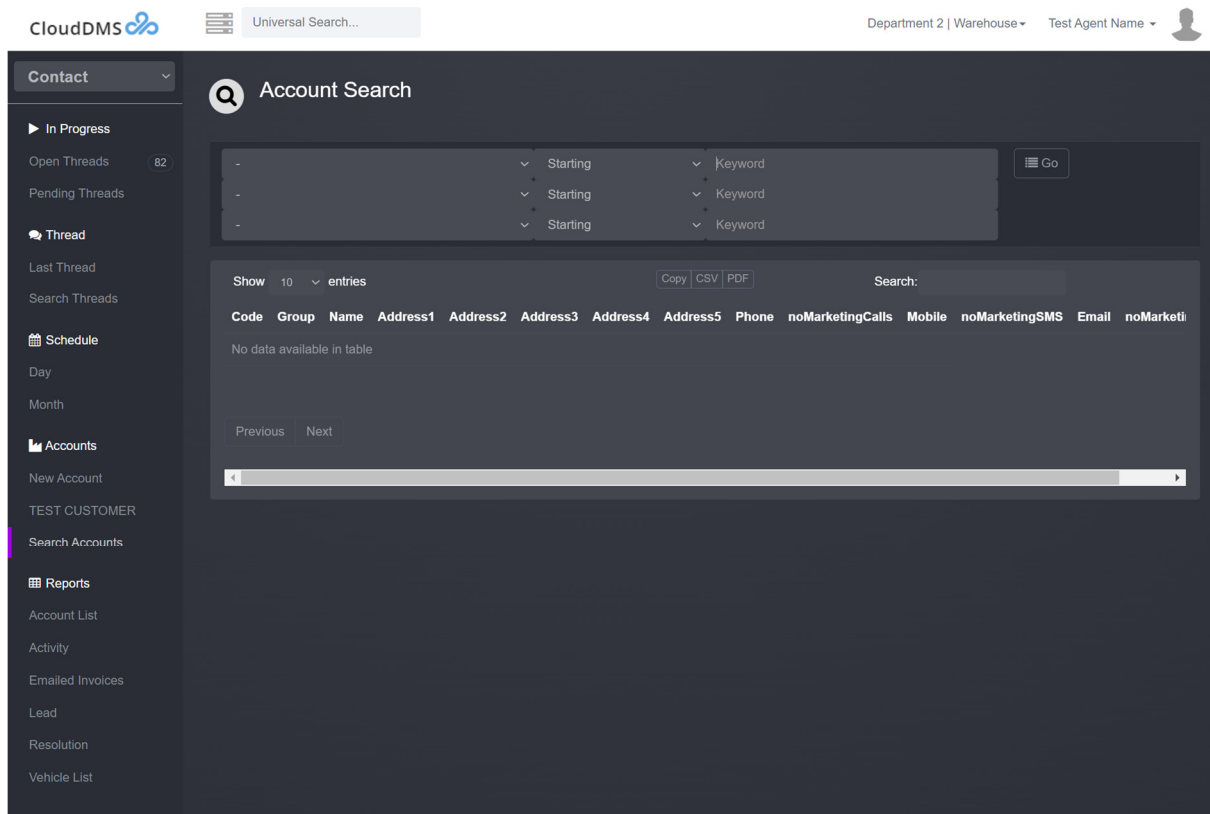 CloudDMS
Universal Search...
Department 2 | Warehouse
Test Agent Name
Contact
In Progress
Open Threads 82
Pending Threads
Thread
Last Thread
Search Threads
Schedule
Day
Month
Accounts
New Account
TEST CUSTOMER
Search Accounts
Reports
Account List
Activity
Emailed Invoices
Lead
Resolution
Vehicle List
Account Search
- Starting Keyword Go
- Starting Keyword
- Starting Keyword
Show 10 entries Copy CSV PDF Search:
Code Group Name Address1 Address2 Address3 Address4 Address5 Phone noMarketingCalls Mobile noMarketingSMS Email noMarketi
No data available in table
Previous Next